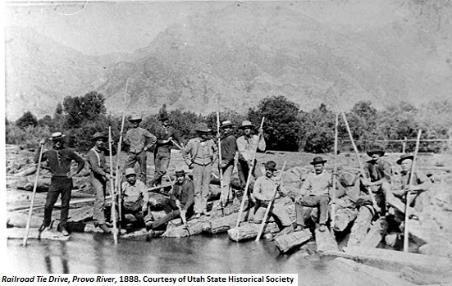 Railroad Tie Drive, Provo River, 1888. Courtesy of Utah State Historical Society